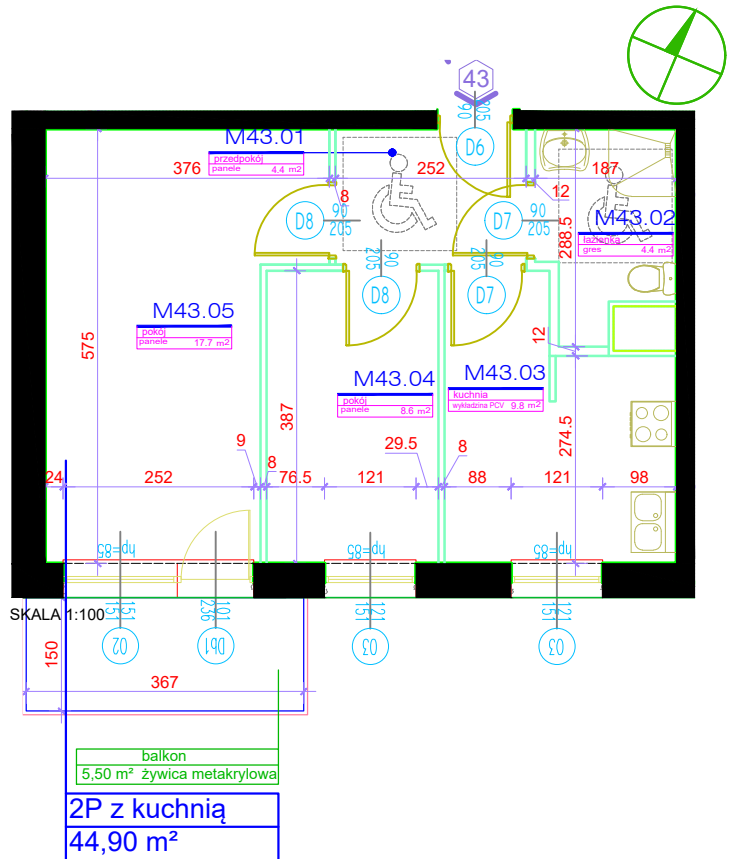 43
90
205
D6
M43.01
przedpokój
panele 4.4 m2
376
252
187
8
12
D8
90
205
D7
90
205
M43.02
łazienka
gres 4.4 m2
288.5
205
90
D8
205
90
D7
M43.05
pokój
panele 17.7 m2
575
12
M43.04
pokój
panele 8.6 m2
M43.03
kuchnia
wykładzina PCV 9.8 m2
387
274.5
9
8
29.5
8
24
252
76.5
121
88
121
98
hp=85
hp=85
hp=85
SKALA 1:100
151
151
O2
101
236
Db1
121
151
O3
121
151
O3
150
367
balkon
5,50 m² żywica metakrylowa
2P z kuchnią
44,90 m²